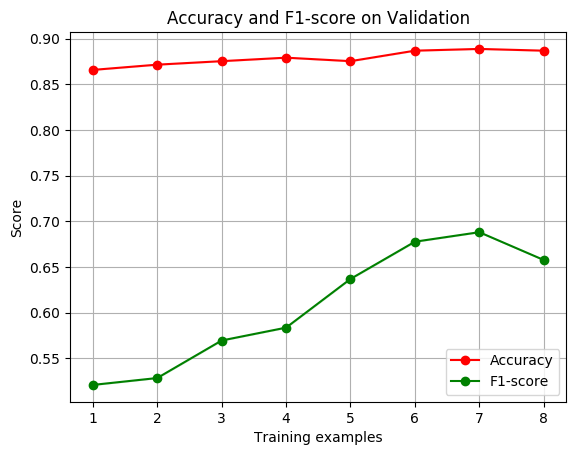 Accuracy and F1-score on Validation
0.90
0.85
0.80
0.75
0.70
0.65
0.60
0.55
Score
Accuracy
F1-score
1 2 3 4 5 6 7 8
Training examples